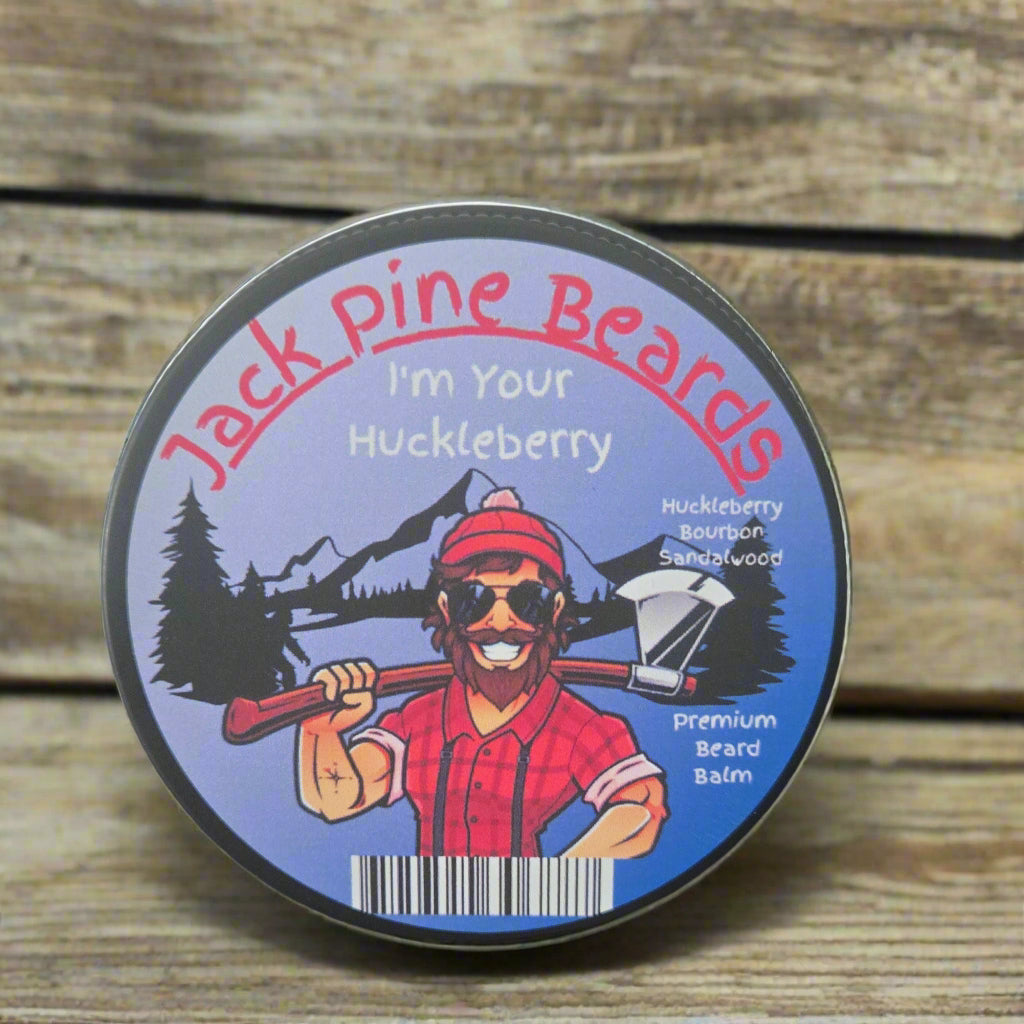 Jack Pine Beards
I'm Your
Huckleberry
Huckleberry
Bourbon
Sandalwood
Premium
Beard
Balm